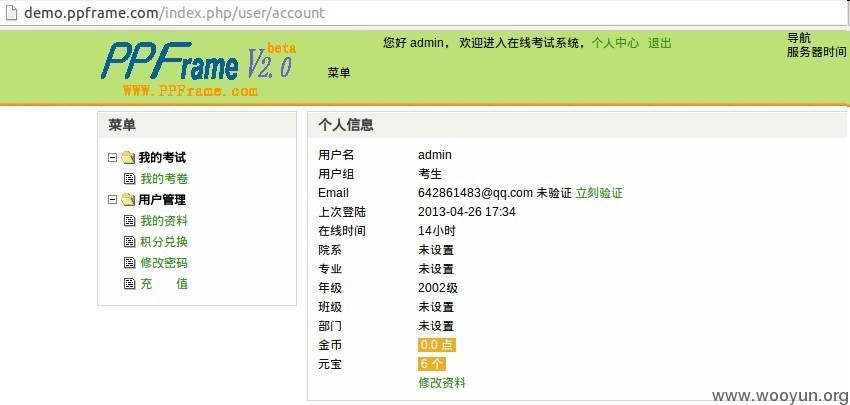 demo.ppframe.com/index.php/user/account
PPFrame V2.0 beta
www.PPFrame.com
您好 admin， 欢迎进入在线考试系统，个人中心 退出
菜单
导航
服务器时间
菜单
我的考试
我的考卷
用户管理
我的资料
积分兑换
修改密码
充 值
个人信息
用户名 admin
用户组 考生
Email 642861483@qq.com 未验证 立刻验证
上次登陆 2013-04-26 17:34
在线时间 14小时
院系 未设置
专业 未设置
年级 2002级
班级 未设置
部门 未设置
金币 0.0 点
元宝 6 个
修改资料
www.wooyun.org